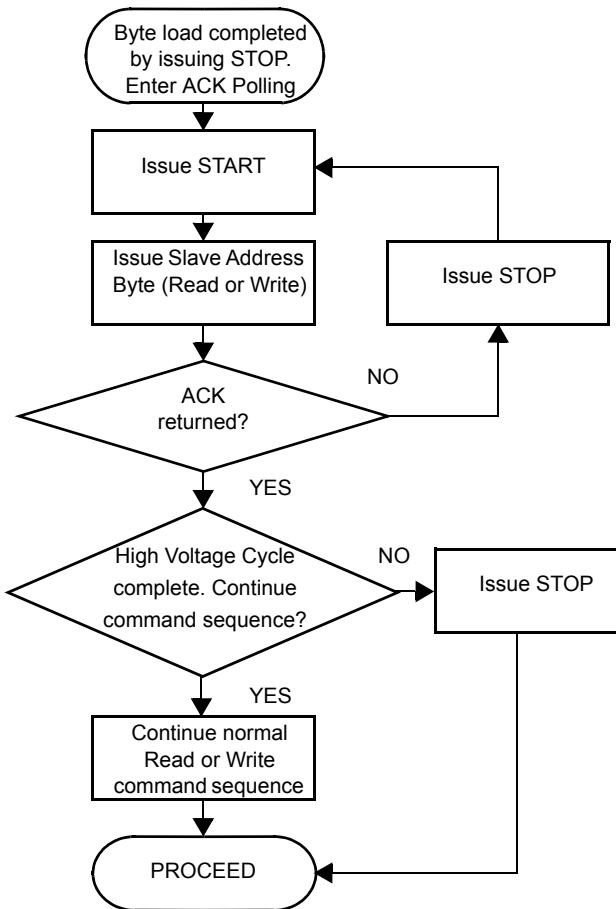 Byte load completed
by issuing STOP.
Enter ACK Polling
Issue START
Issue Slave Address
Byte (Read or Write)
Issue STOP
ACK
returned?
NO
YES
High Voltage Cycle
complete. Continue
command sequence?
NO
Issue STOP
YES
Continue normal
Read or Write
command sequence
PROCEED